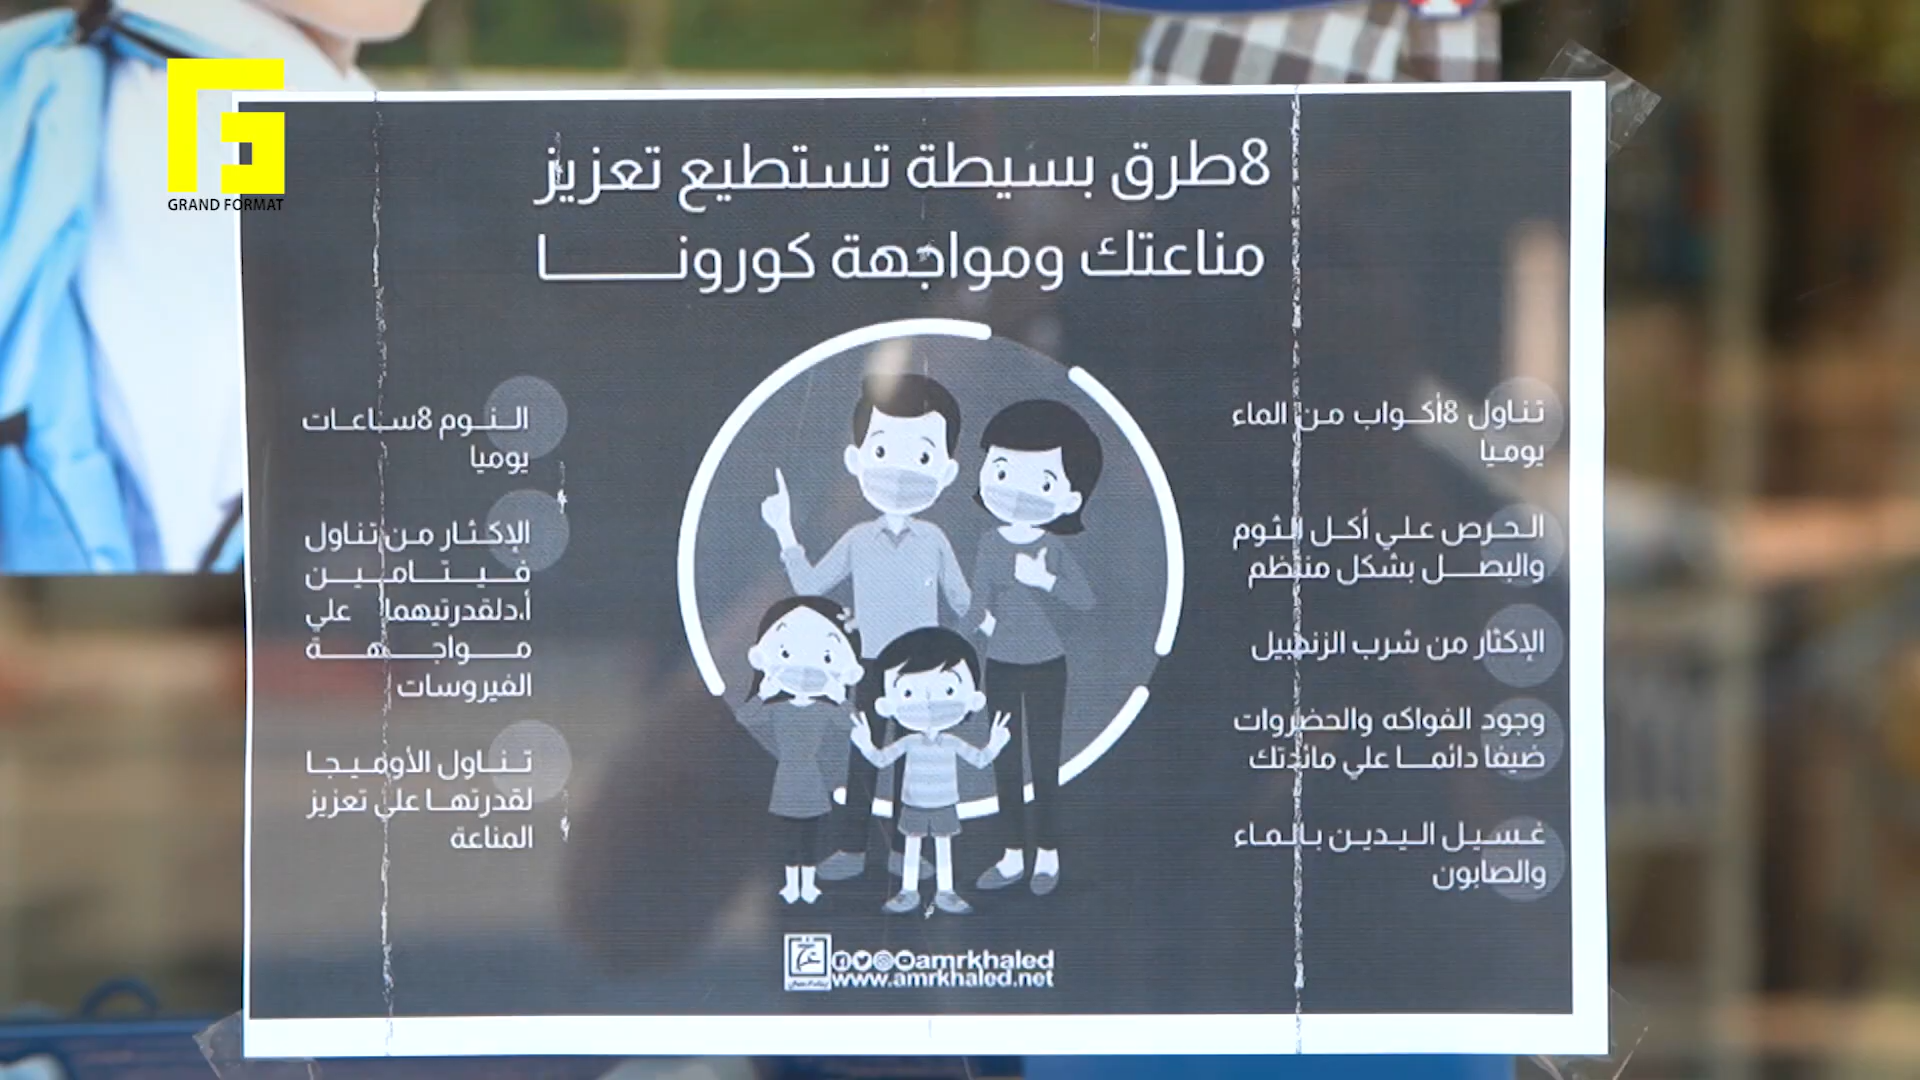 GRAND FORMAT
8طرق بسيطة تستطيع تعزيز
مناعتك ومواجهة كورونـــــــا
تناول 8أكواب من الماء
يوميا
الحرص علي أكل الثوم
والبصل بشكل منتظم
الإكثار من شرب الزنجبيل
وجود الفواكه والخضروات
ضيفا دائما علي مائدتك
غسيل اليدين بالماء
والصابون
النوم 8ساعات
يوميا
الإكثار من تناول
فيتامين
أ،دلقدرتيهما علي
مواجهة
الفيروسات
تناول الأوميجا
لقدرتها علي تعزيز
المناعة
amrkhaled
www.amrkhaled.net